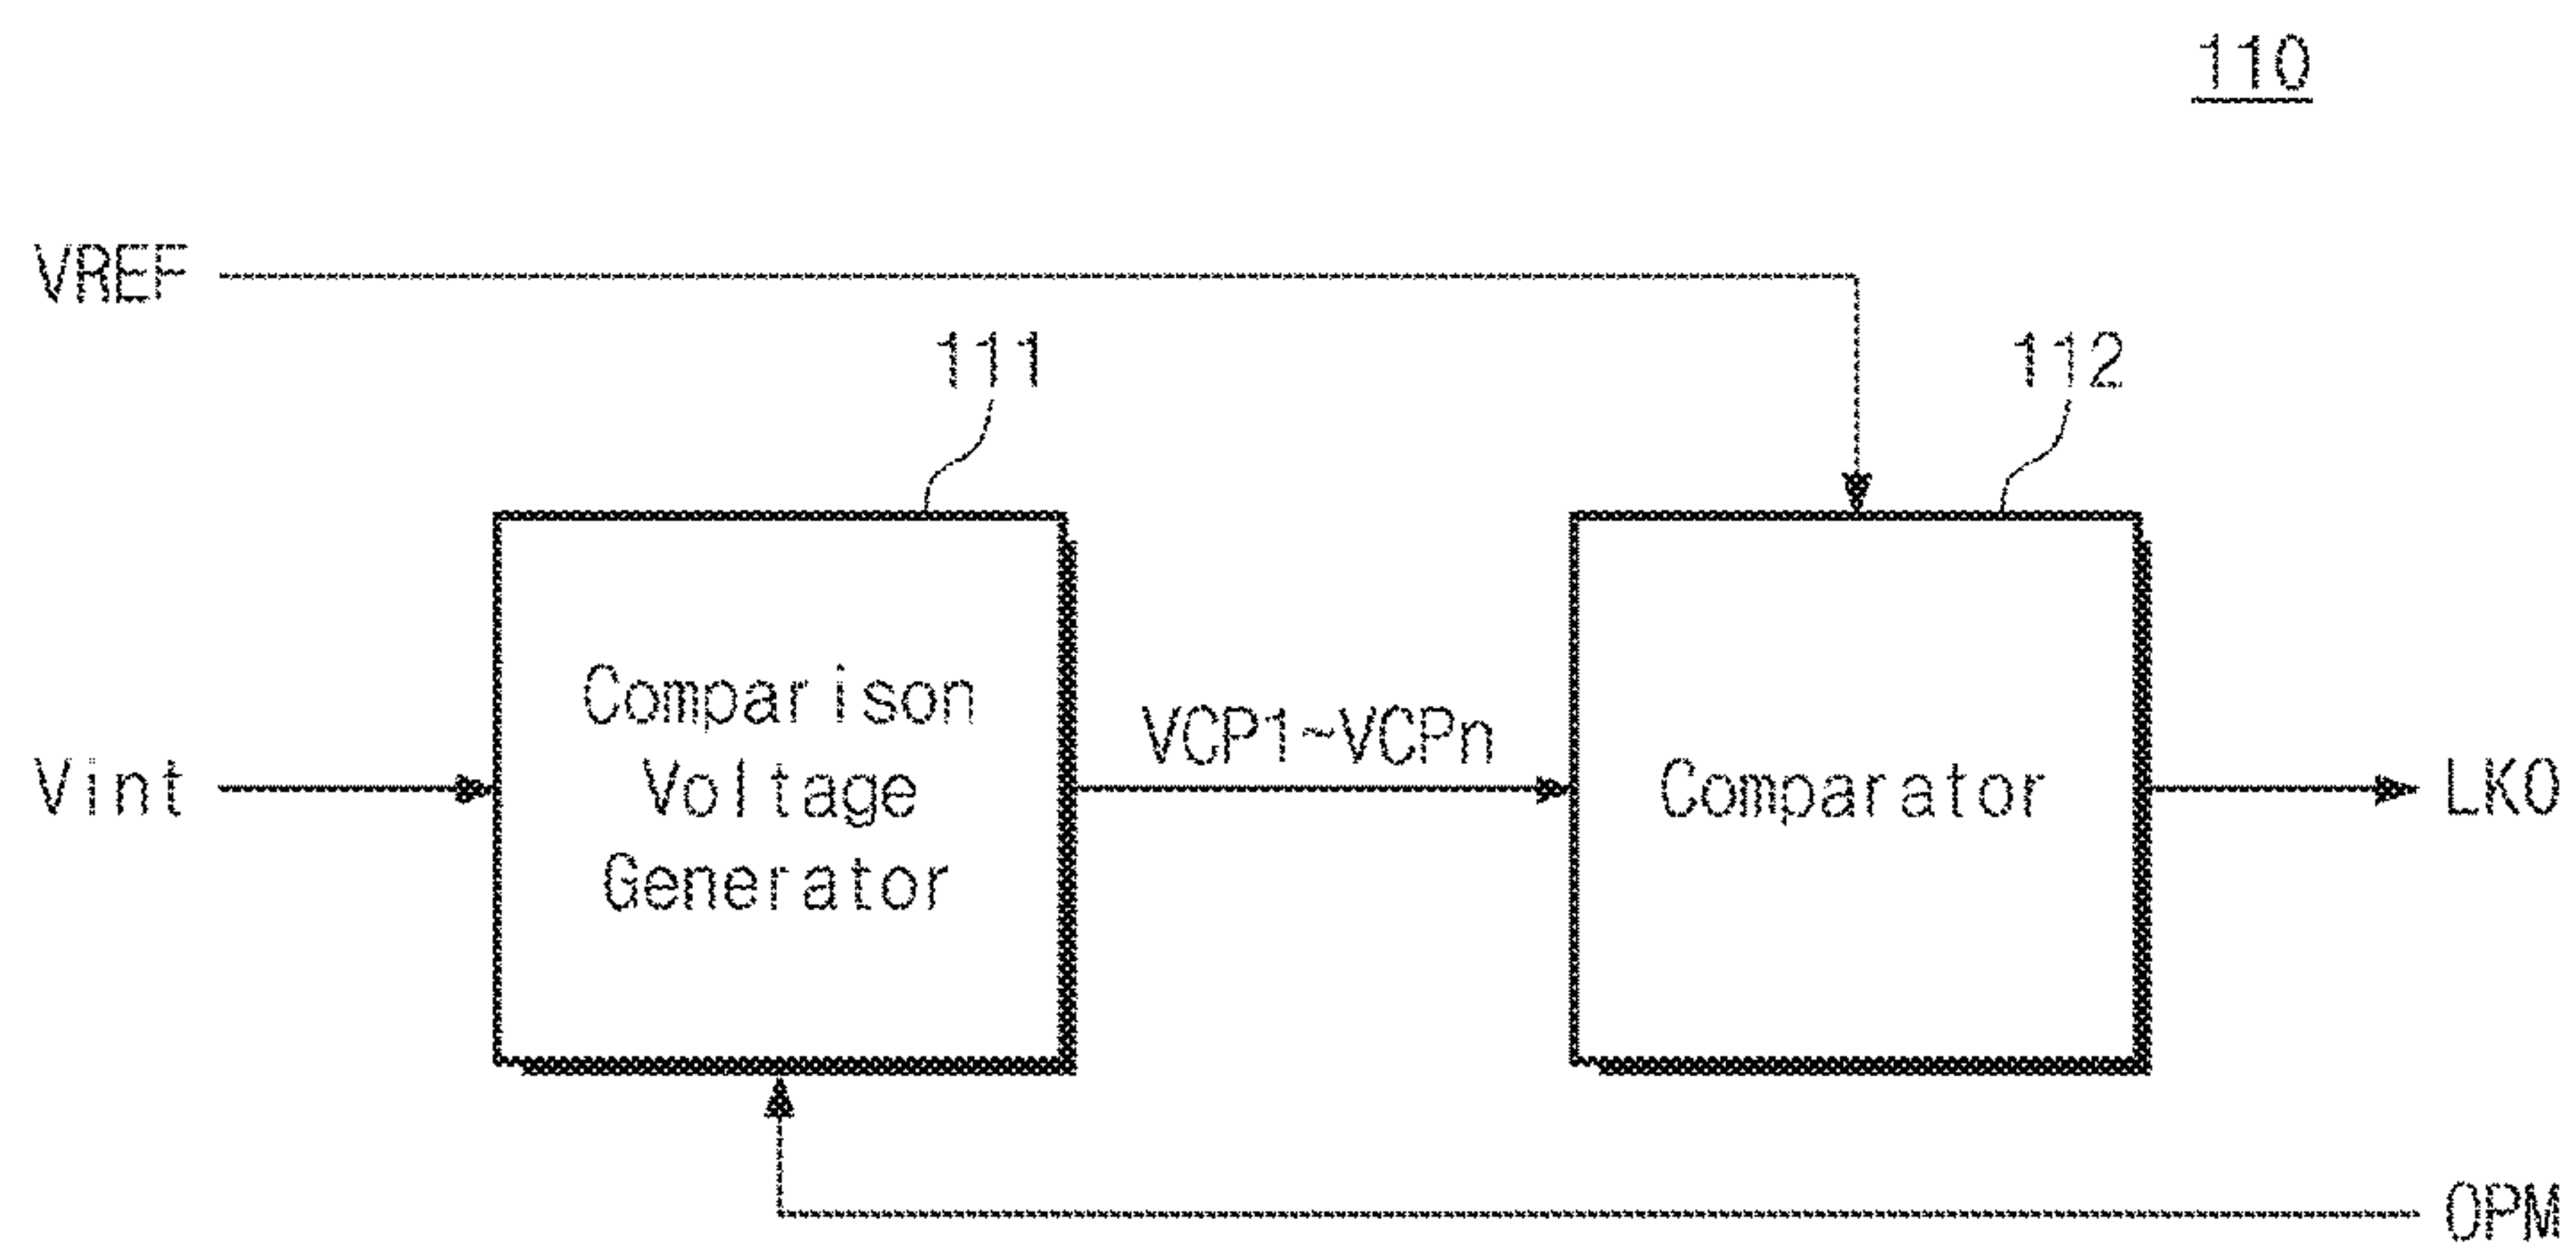 110
VREF
111
112
Comparison
Voltage
Generator
VCP1~VCPn
Vint
Comparator
LKO
OPM